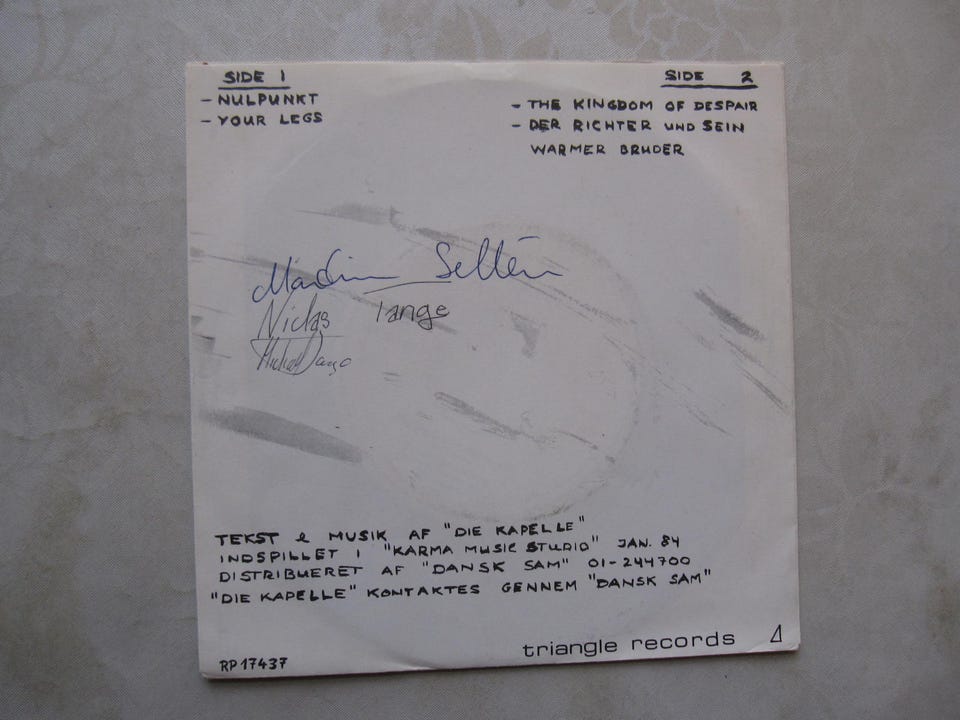 SIDE 1
- NULPUNKT
- YOUR LEGS
SIDE 2
- THE KINGDOM OF DESPAIR
- DER RICHTER UND SEIN
WARMER BRUDER
Niclas Tange
TEKST & MUSIK AF "DIE KAPELLE"
INDSPILLET I "KARMA MUSIC STUDIO" JAN. 84
DISTRIBUERET AF "DANSK SAM" 01-244700
"DIE KAPELLE" KONTAKTES GENNEM "DANSK SAM"
triangle records
RP 17437